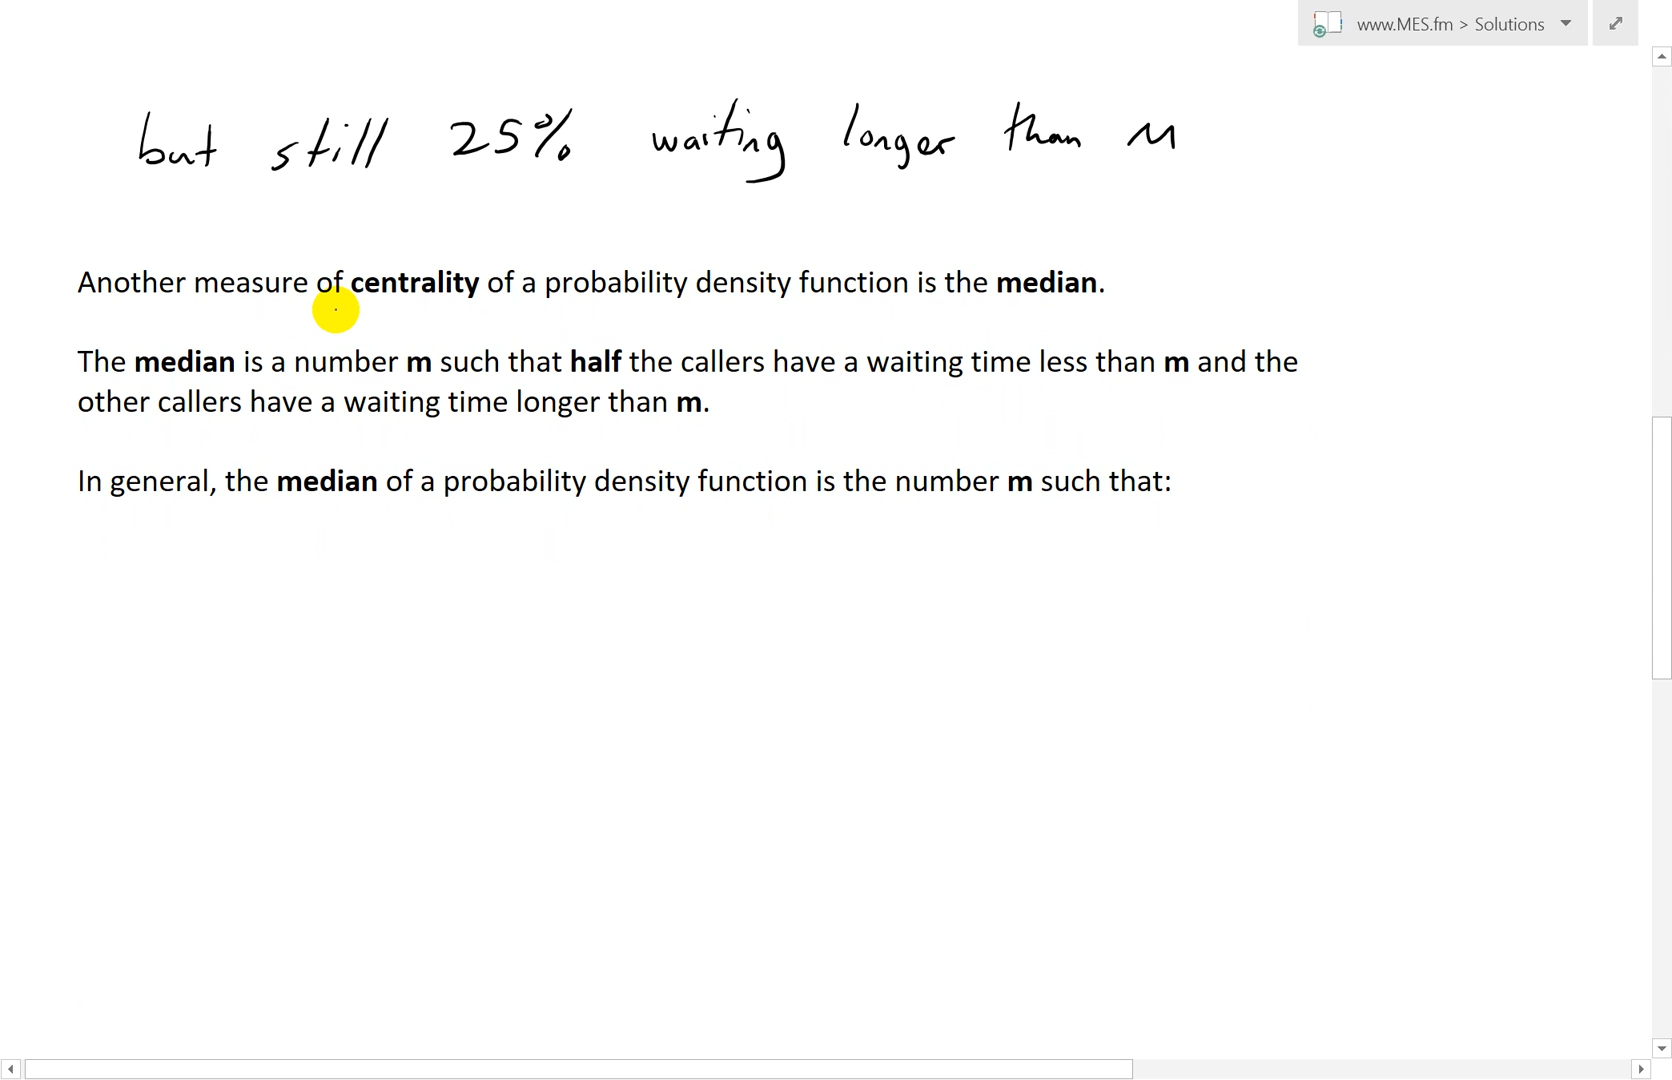 www.MES.fm > Solutions
but still 25% waiting longer than m
Another measure of centrality of a probability density function is the median.
The median is a number m such that half the callers have a waiting time less than m and the
other callers have a waiting time longer than m.
In general, the median of a probability density function is the number m such that: